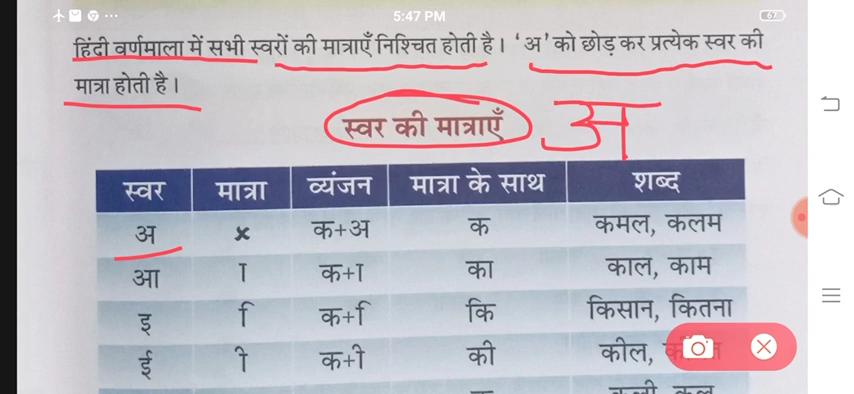 5:47 PM
67
हिंदी वर्णमाला में सभी स्वरों की मात्राएँ निश्चित होती है। 'अ' को छोड़ कर प्रत्येक स्वर की
मात्रा होती है।
स्वर की मात्राएँ अ
स्वर मात्रा व्यंजन मात्रा के साथ शब्द
अ × क+अ क कमल, कलम
आ ा क+ा का काल, काम
इ ि क+ि कि किसान, कितना
ई ी क+ी की कील,